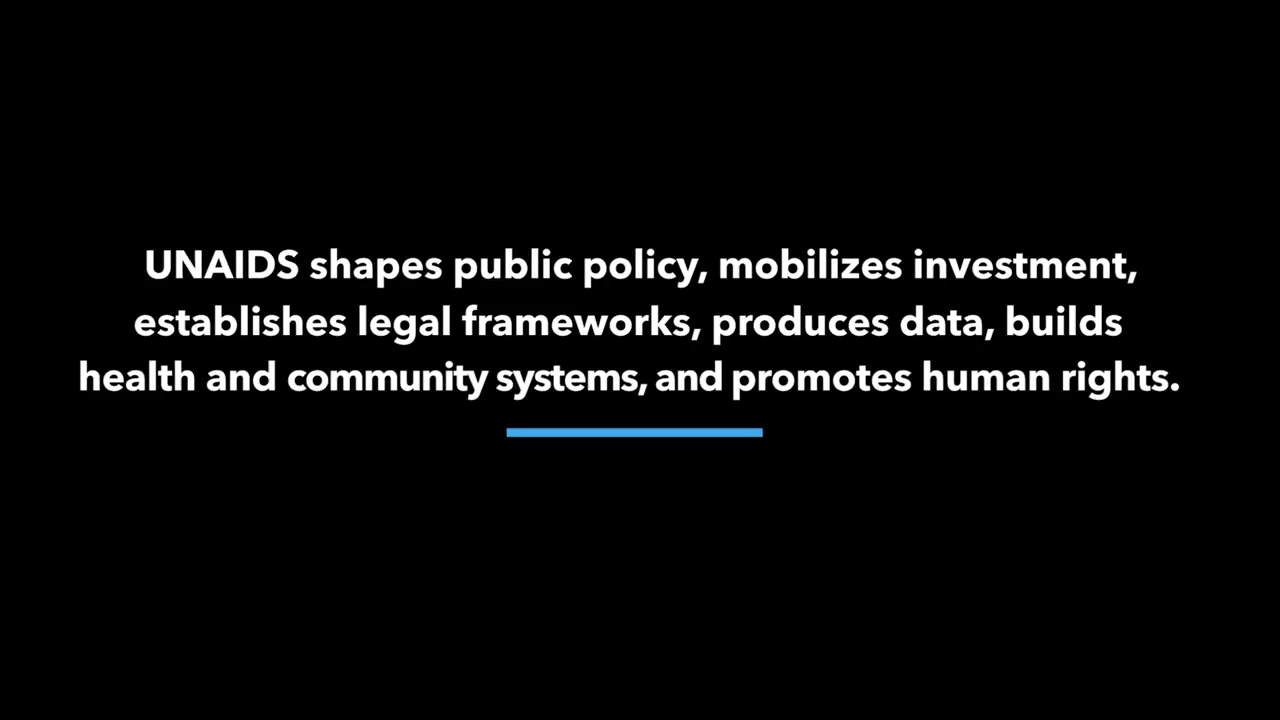 UNAIDS shapes public policy, mobilizes investment,
establishes legal frameworks, produces data, builds
health and community systems, and promotes human rights.